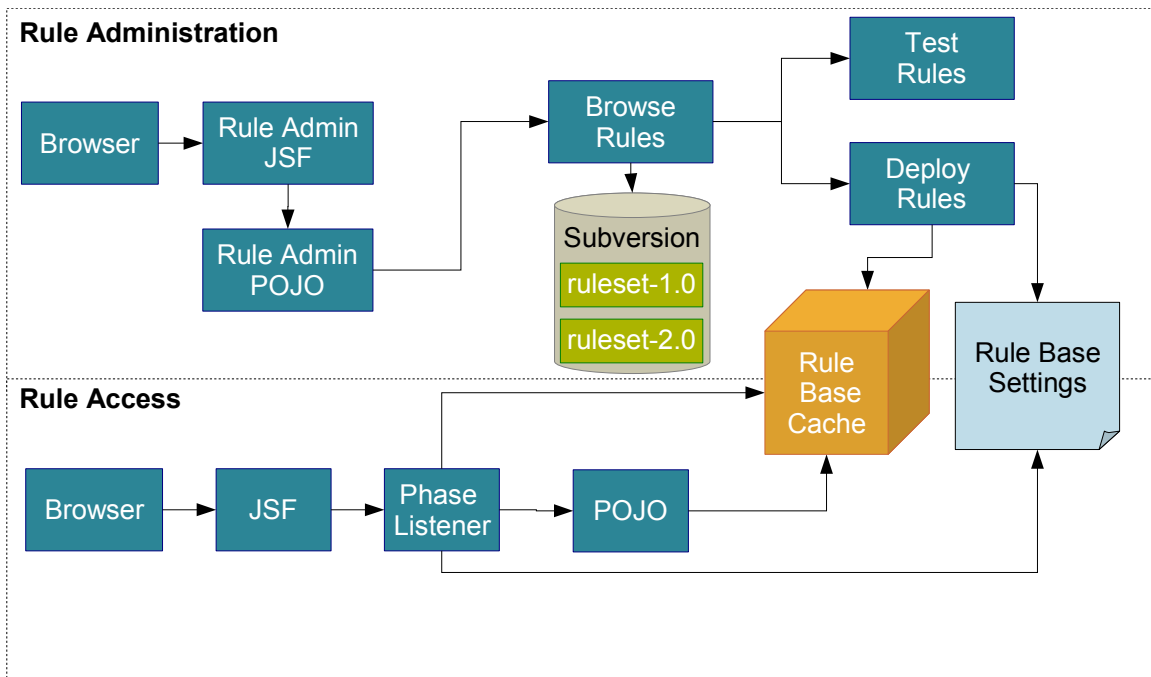 Rule Administration
Browser
Rule Admin
JSF
Rule Admin
POJO
Browse
Rules
Test
Rules
Deploy
Rules
Subversion
ruleset-1.0
ruleset-2.0
Rule
Base
Cache
Rule Base
Settings
Rule Access
Browser
JSF
Phase
Listener
POJO